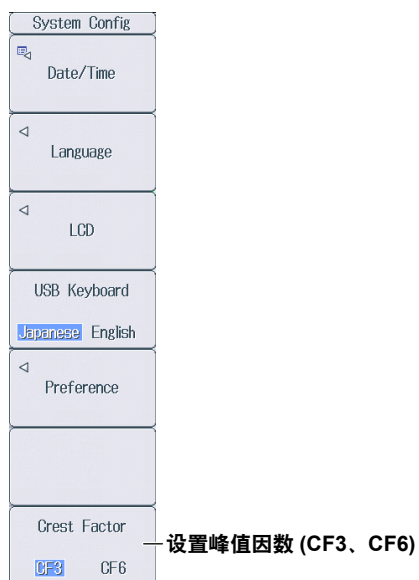 System Config
Date/Time
Language
LCD
USB Keyboard
Japanese English
Preference
Crest Factor
设置峰值因数 (CF3、CF6)
CF3 CF6